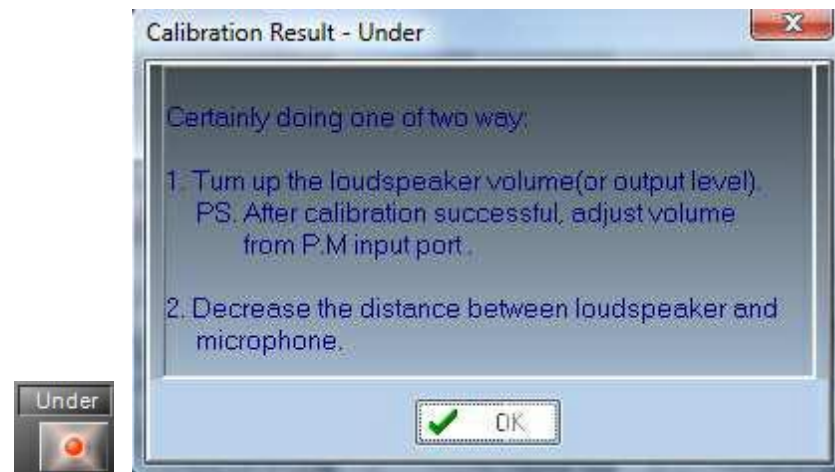 Calibration Result - Under
Certainly doing one of two way:
1. Turn up the loudspeaker volume(or output level).
PS. After calibration successful, adjust volume
from P.M input port .
2. Decrease the distance between loudspeaker and
microphone.
Under
OK